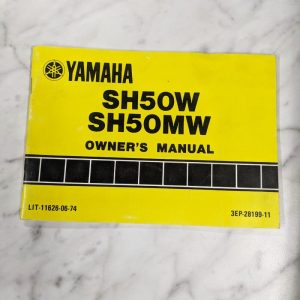 YAMAHA
SH50W
SH50MW
OWNER'S MANUAL
LIT-11626-06-74 3EP-28199-11